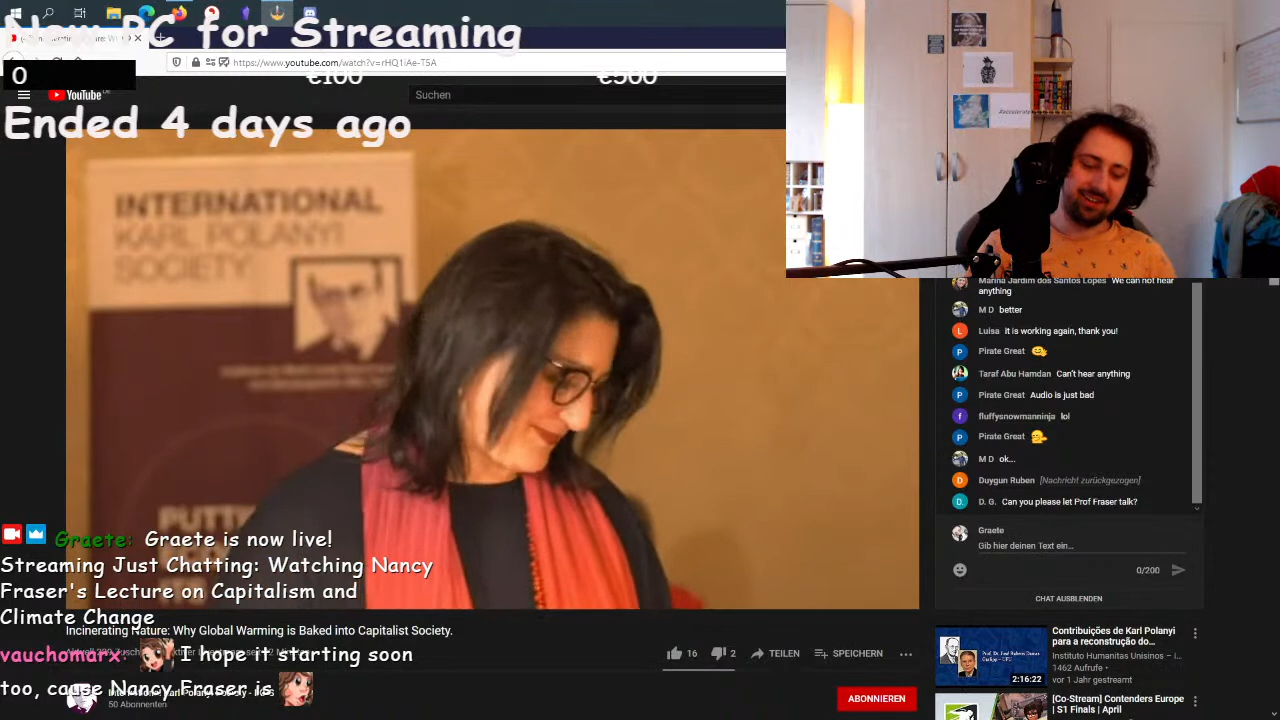 New PC for Streaming
https://www.youtube.com/watch?v=rHQ1iAe-T5A
0
€100
€500
YouTube
Suchen
Ended 4 days ago
INTERNATIONAL
KARL POLANYI
SOCIETY
Marina Jardim dos Santos Lopes We can not hear
anything
M D better
Luisa it is working again, thank you!
Pirate Great
Taraf Abu Hamdan Can't hear anything
Pirate Great Audio is just bad
fluffysnowmanninja lol
Pirate Great
M D ok...
Duygun Ruben [Nachricht zurückgezogen]
D. G. Can you please let Prof Fraser talk?
Graete
Gib hier deinen Text ein...
0/200
CHAT AUSBLENDEN
Graete: Graete is now live!
Streaming Just Chatting: Watching Nancy
Fraser's Lecture on Capitalism and
Climate Change
Incinerating Nature: Why Global Warming is Baked into Capitalist Society.
16
2
TEILEN
SPEICHERN
vauchomarx: I hope it starting soon
too, cause Nancy Fraser is
50 Abonnenten
ABONNIEREN
Contribuições de Karl Polanyi
para a reconstrução do...
Instituto Humanitas Unisinos – i...
1462 Aufrufe •
vor 1 Jahr gestreamt
2:16:22
[Co-Stream] Contenders Europe
| S1 Finals | April